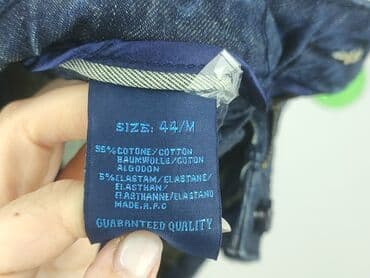 SIZE: 44/M
95% COTONE/COTTON
BAUMWOLLE/COTON
ALGODON
5% ELASTAM/ELASTANE/
ELASTHAN/
ELASTHANNE/ELASTANO
MADE.R.P.C
GUARANTEED QUALITY